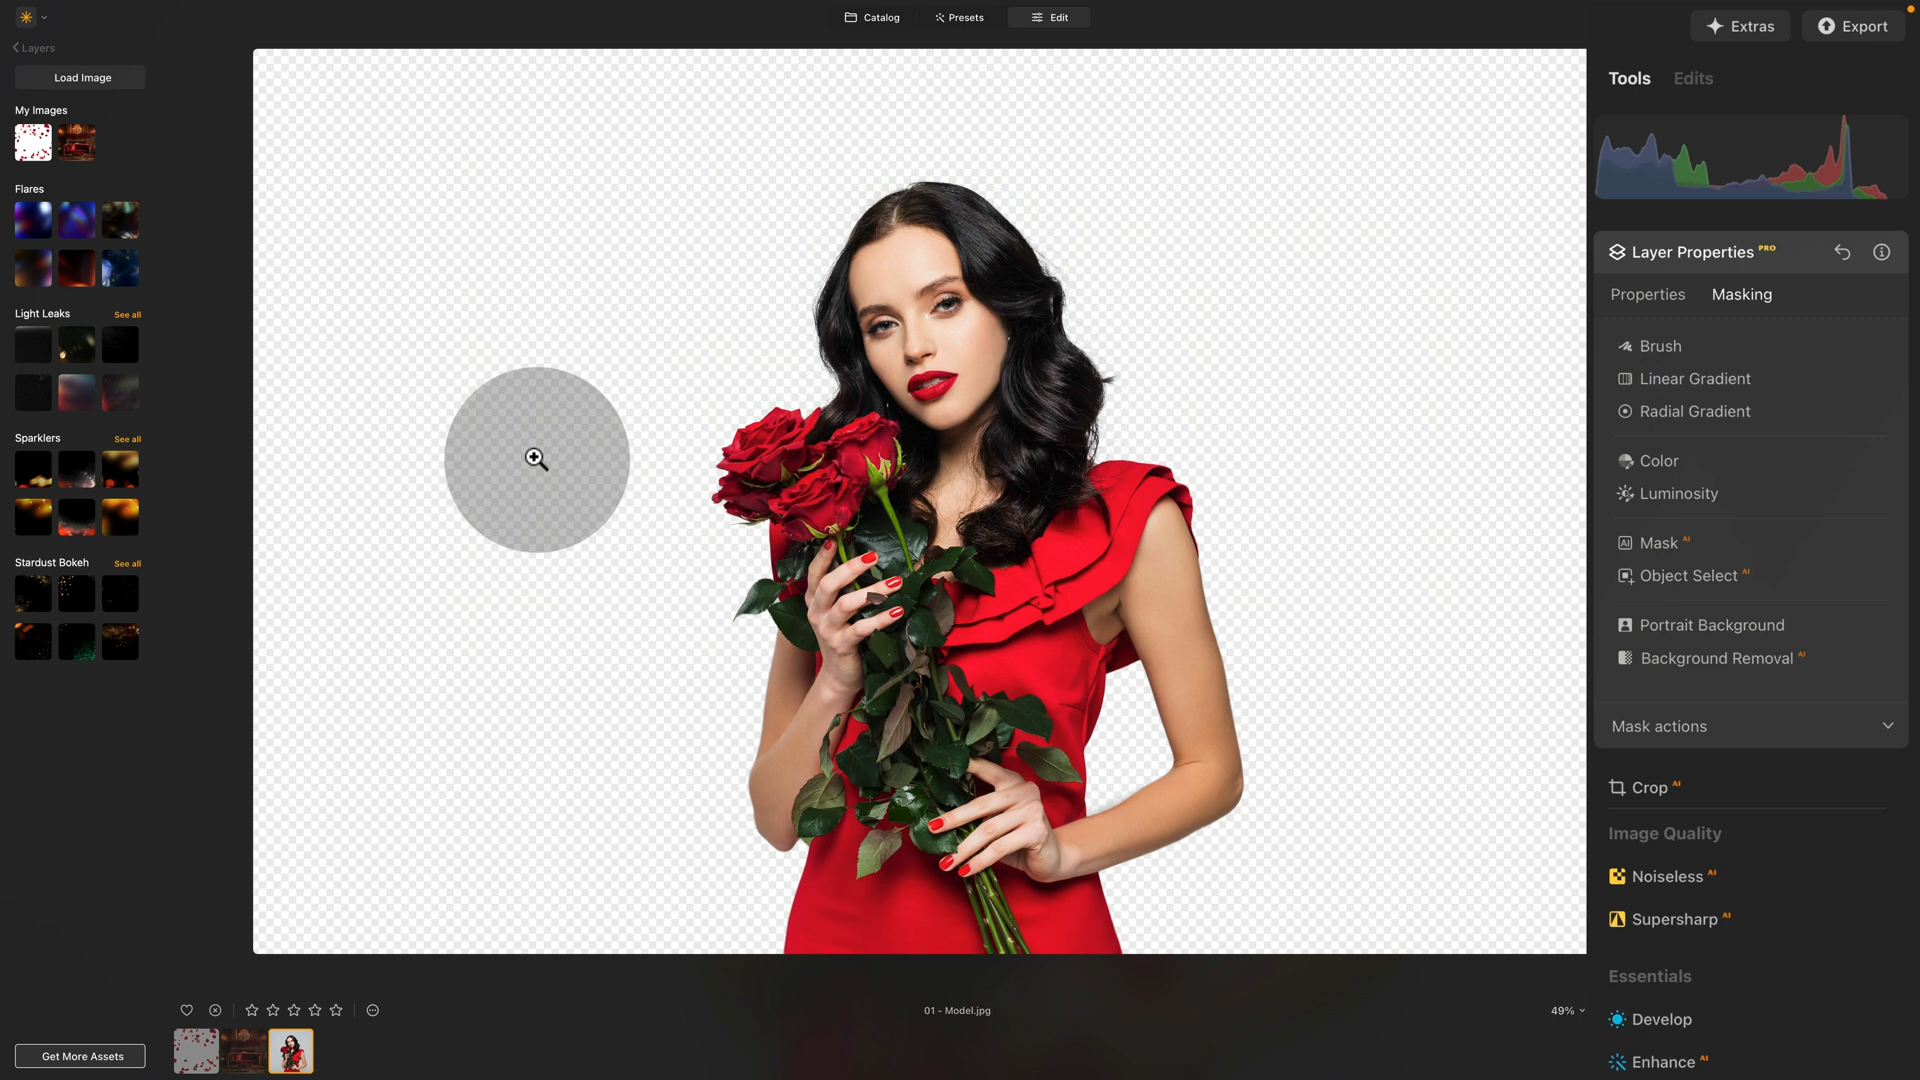 Catalog
Presets
Edit
Extras
Export
Layers
Load Image
My Images
Flares
Light Leaks
See all
Sparklers
See all
Stardust Bokeh
See all
Get More Assets
01 - Model.jpg
49%
Tools
Edits
Layer Properties PRO
Properties
Masking
Brush
Linear Gradient
Radial Gradient
Color
Luminosity
AI Mask AI
Object Select AI
Portrait Background
Background Removal AI
Mask actions
Crop AI
Image Quality
Noiseless AI
Supersharp AI
Essentials
Develop
Enhance AI